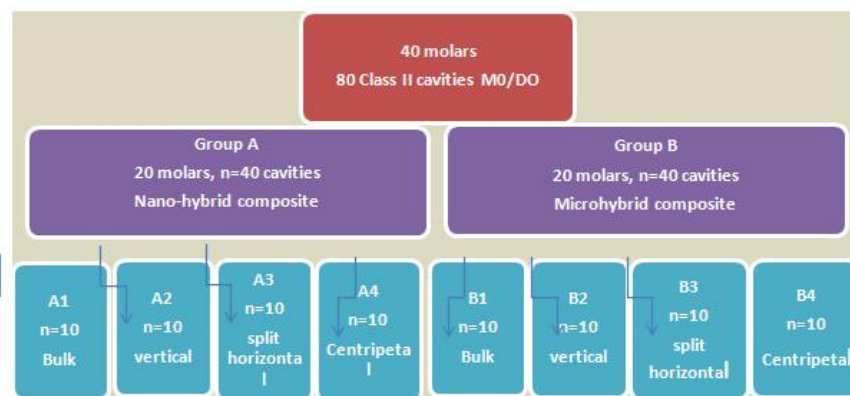 40 molars
80 Class II cavities M0/DO
Group A
20 molars, n=40 cavities
Nano-hybrid composite
Group B
20 molars, n=40 cavities
Microhybrid composite
A1
n=10
Bulk
A2
n=10
vertical
A3
n=10
split
horizonta
l
A4
n=10
Centripeta
l
B1
n=10
Bulk
B2
n=10
vertical
B3
n=10
split
horizontal
B4
n=10
Centripetal